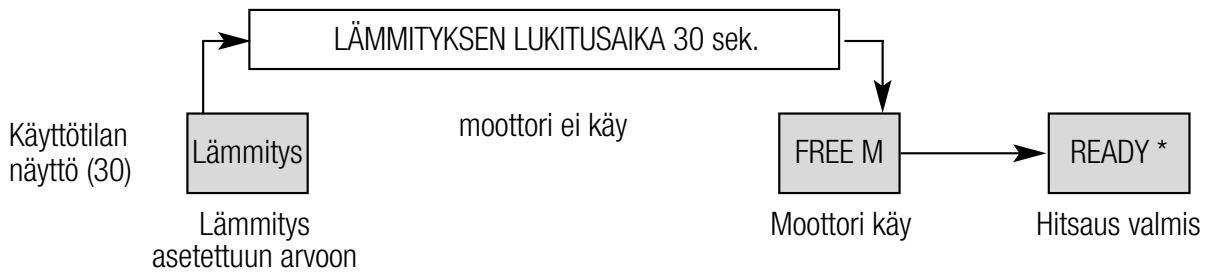 LÄMMITYKSEN LUKITUSAIKA 30 sek.
Käyttötilan
näyttö (30)
Lämmitys
moottori ei käy
FREE M
READY *
Lämmitys
asetettuun arvoon
Moottori käy
Hitsaus valmis